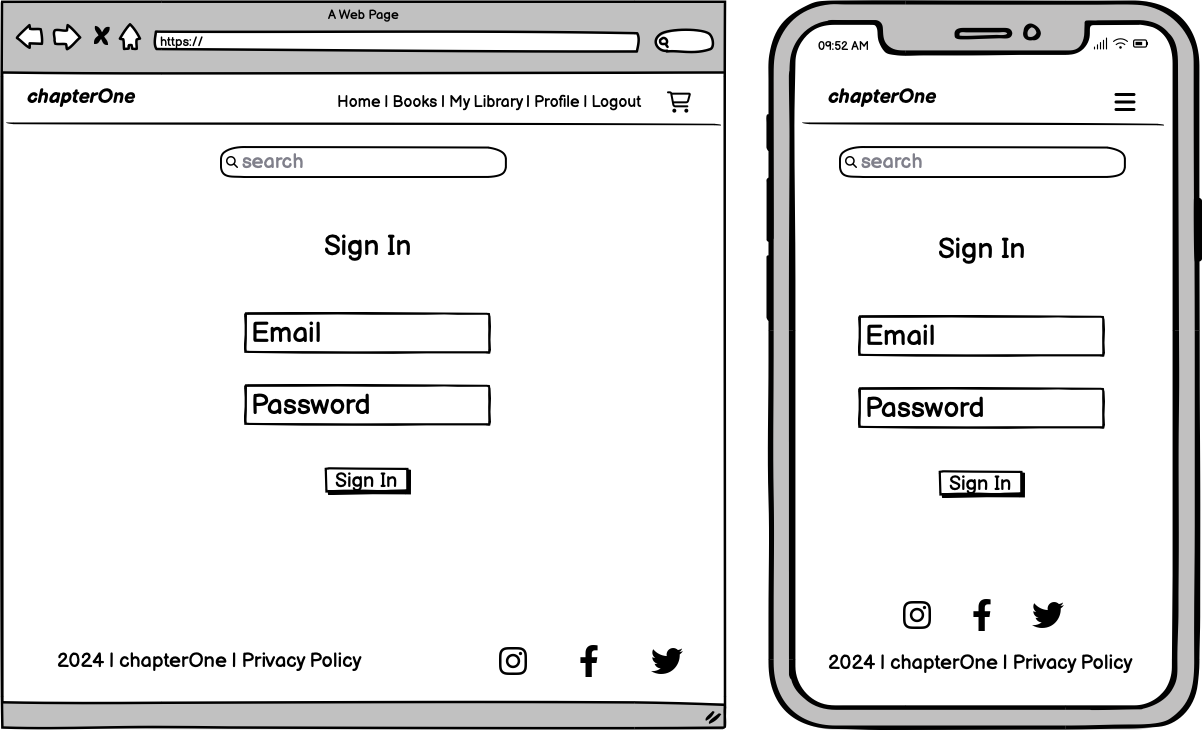 A Web Page
https://
chapterOne
Home | Books | My Library | Profile | Logout
search
Sign In
Email
Password
Sign In
2024 | chapterOne | Privacy Policy
09:52 AM
chapterOne
search
Sign In
Email
Password
Sign In
2024 | chapterOne | Privacy Policy